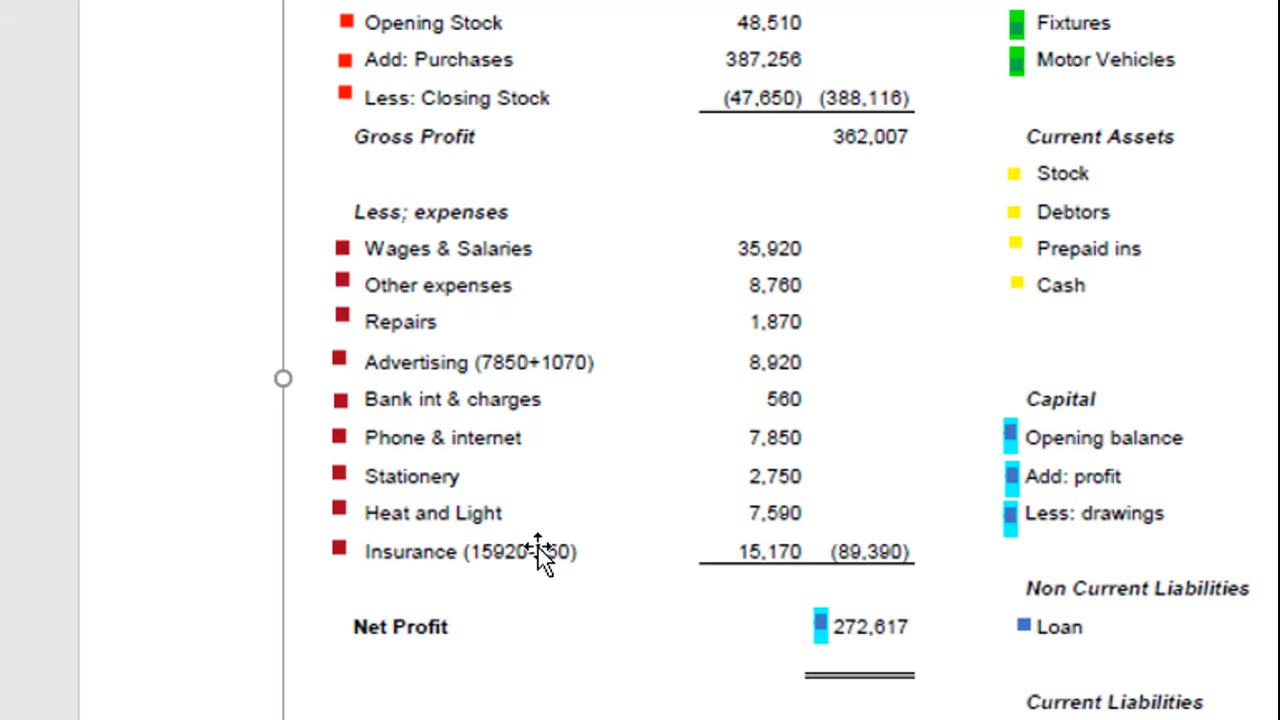 Opening Stock 48,510
Add: Purchases 387,256
Less: Closing Stock (47,650) (388,116)
Gross Profit 362,007
Less; expenses
Wages & Salaries 35,920
Other expenses 8,760
Repairs 1,870
Advertising (7850+1070) 8,920
Bank int & charges 560
Phone & internet 7,850
Stationery 2,750
Heat and Light 7,590
Insurance 15,170 (89,390)
Net Profit 272,617
Fixtures
Motor Vehicles
Current Assets
Stock
Debtors
Prepaid ins
Cash
Capital
Opening balance
Add: profit
Less: drawings
Non Current Liabilities
Loan
Current Liabilities